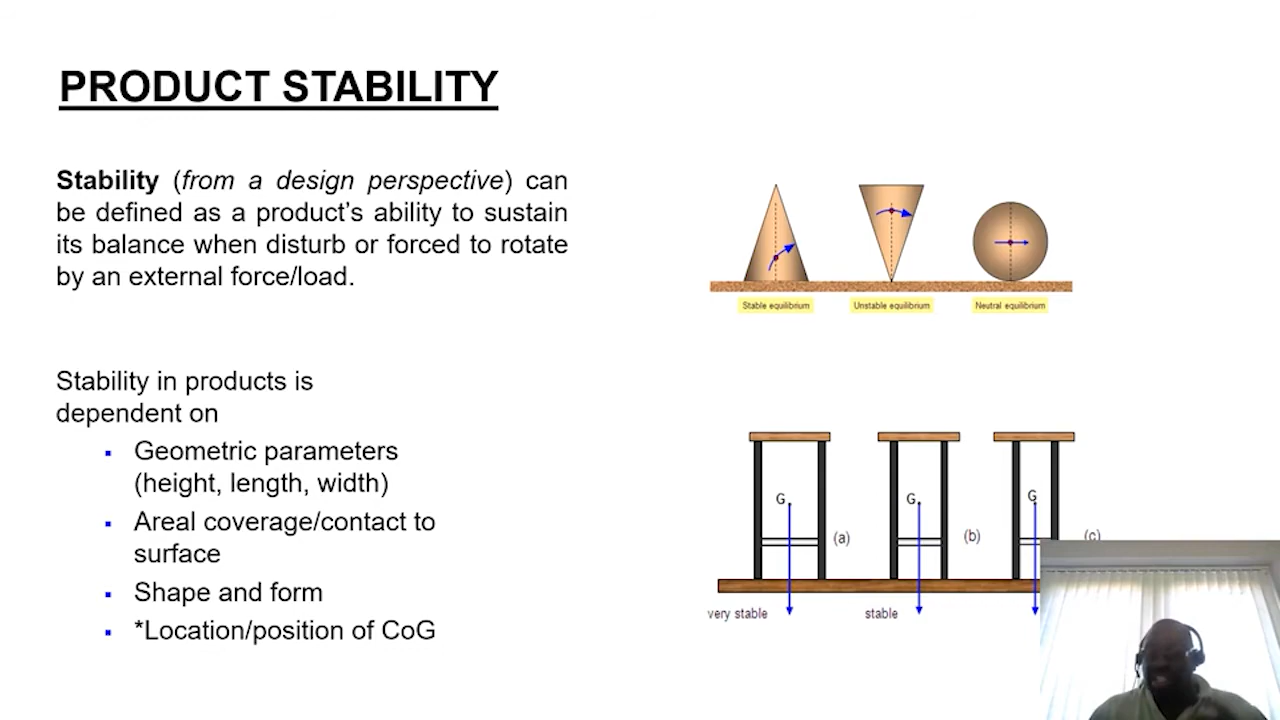 PRODUCT STABILITY
Stability (from a design perspective) can
be defined as a product's ability to sustain
its balance when disturb or forced to rotate
by an external force/load.
Stability in products is
dependent on
▪ Geometric parameters
(height, length, width)
▪ Areal coverage/contact to
surface
▪ Shape and form
▪ *Location/position of CoG
Stable equilibrium
Unstable equilibrium
Neutral equilibrium
G
G
G
(a)
(b)
(c)
very stable
stable